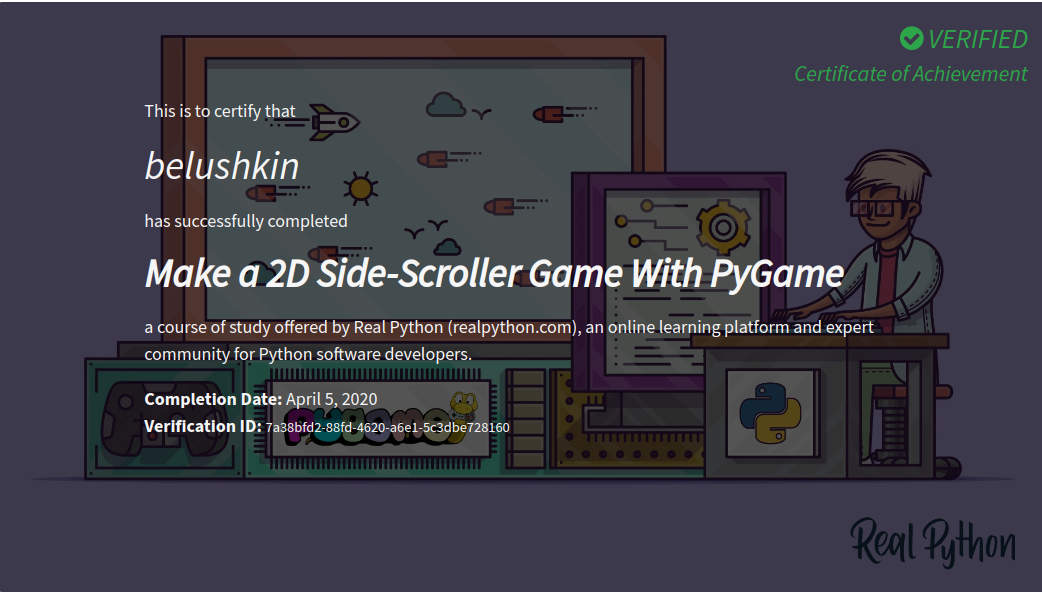 VERIFIED
Certificate of Achievement
This is to certify that
belushkin
has successfully completed
Make a 2D Side-Scroller Game With PyGame
a course of study offered by Real Python (realpython.com), an online learning platform and expert
community for Python software developers.
Completion Date: April 5, 2020
Verification ID: 7a38bfd2-88fd-4620-a6e1-5c3dbe728160
pygame
Real Python